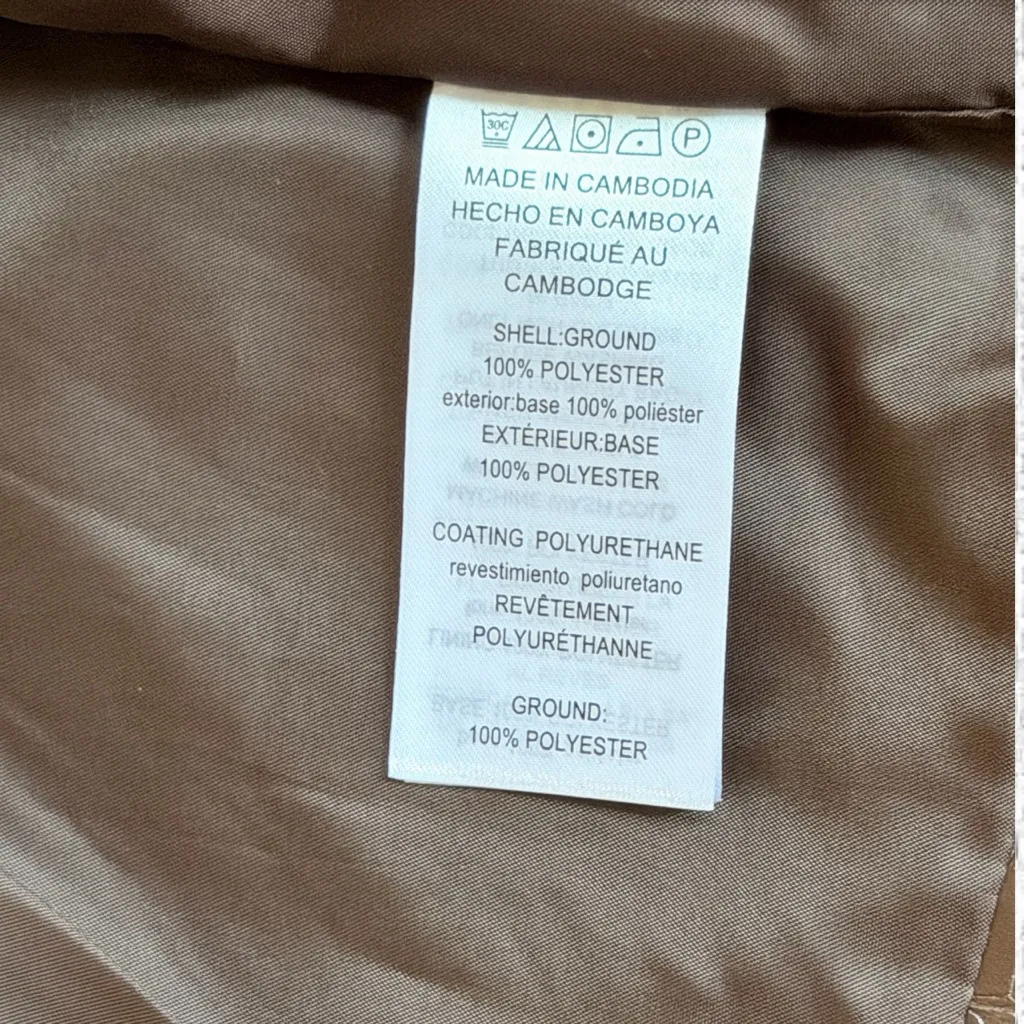 30C
P
MADE IN CAMBODIA
HECHO EN CAMBOYA
FABRIQUÉ AU
CAMBODGE
SHELL:GROUND
100% POLYESTER
exterior:base 100% poliéster
EXTÉRIEUR:BASE
100% POLYESTER
COATING POLYURETHANE
revestimiento poliuretano
REVÊTEMENT
POLYURÉTHANNE
GROUND:
100% POLYESTER